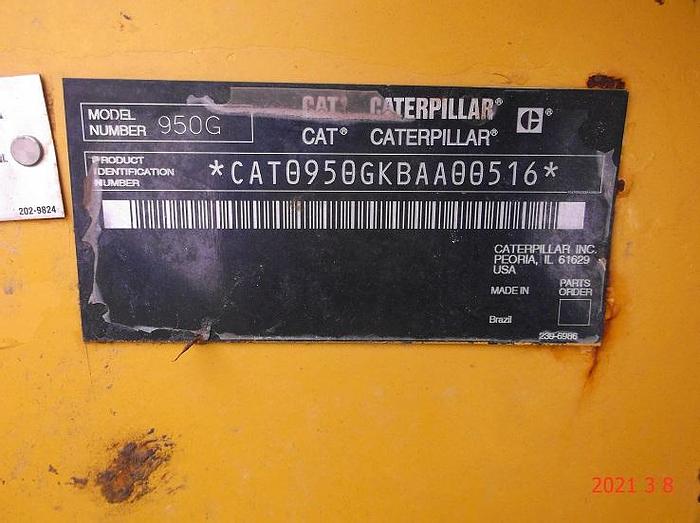 CAT® CATERPILLAR®
CAT® CATERPILLAR®
MODEL
NUMBER 950G
PRODUCT
IDENTIFICATION
NUMBER
*CAT0950GKBAA00516*
CATERPILLAR INC.
PEORIA, IL 61629
USA
MADE IN
PARTS
ORDER
Brazil
239-6986
202-9824
2021 3 8